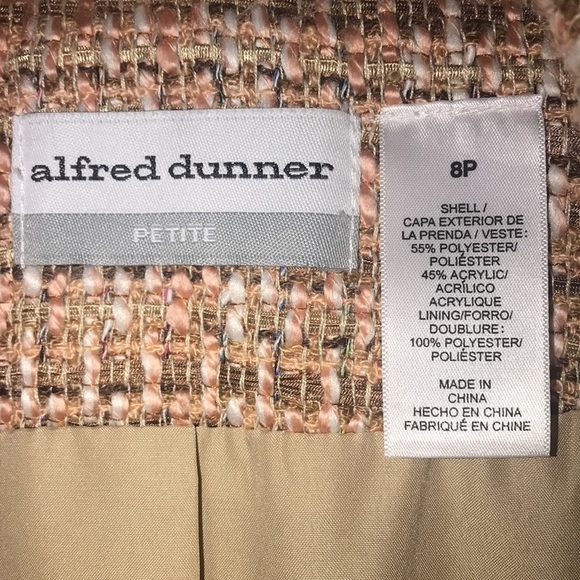 alfred dunner
PETITE
8P
SHELL/
CAPA EXTERIOR DE
LA PRENDA / VESTE:
55% POLYESTER/
POLIÉSTER
45% ACRYLIC/
ACRÍLICO
ACRYLIQUE
LINING/FORRO/
DOUBLURE:
100% POLYESTER/
POLIÈSTER
MADE IN
CHINA
HECHO EN CHINA
FABRIQUÉ EN CHINE